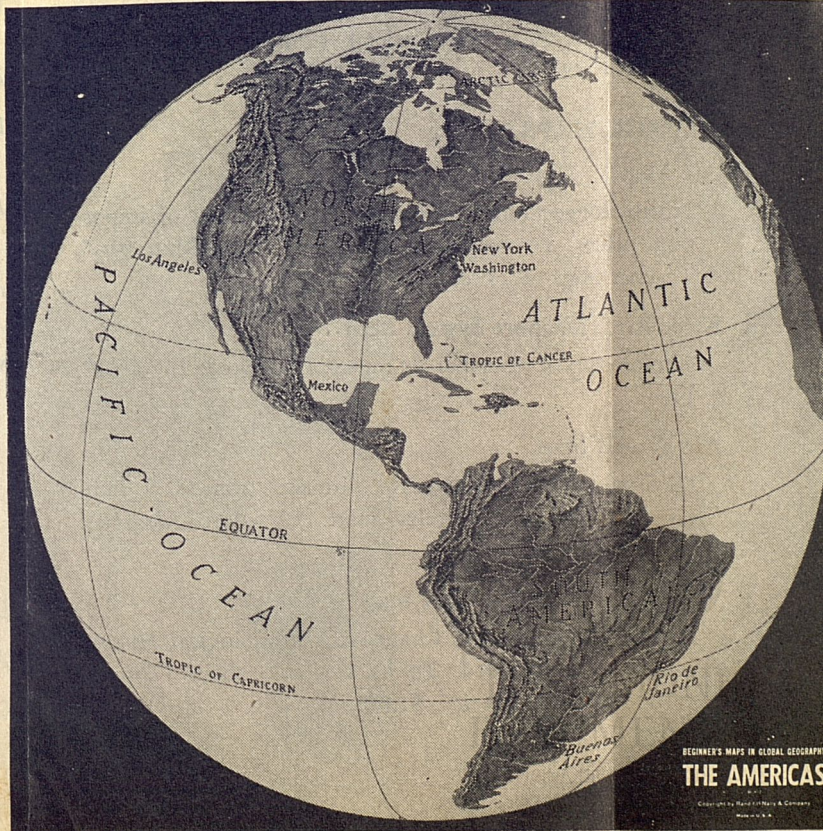 ARCTIC CIRCLE
NORTH
AMERICA
Los Angeles
New York
Washington
PACIFIC OCEAN
ATLANTIC
OCEAN
TROPIC OF CANCER
Mexico
EQUATOR
SOUTH
AMERICA
TROPIC OF CAPRICORN
Rio de
Janeiro
Buenos
Aires
BEGINNER'S MAPS IN GLOBAL GEOGRAPHY
THE AMERICAS
Copyright by Rand McNally & Company
Made in U.S.A.